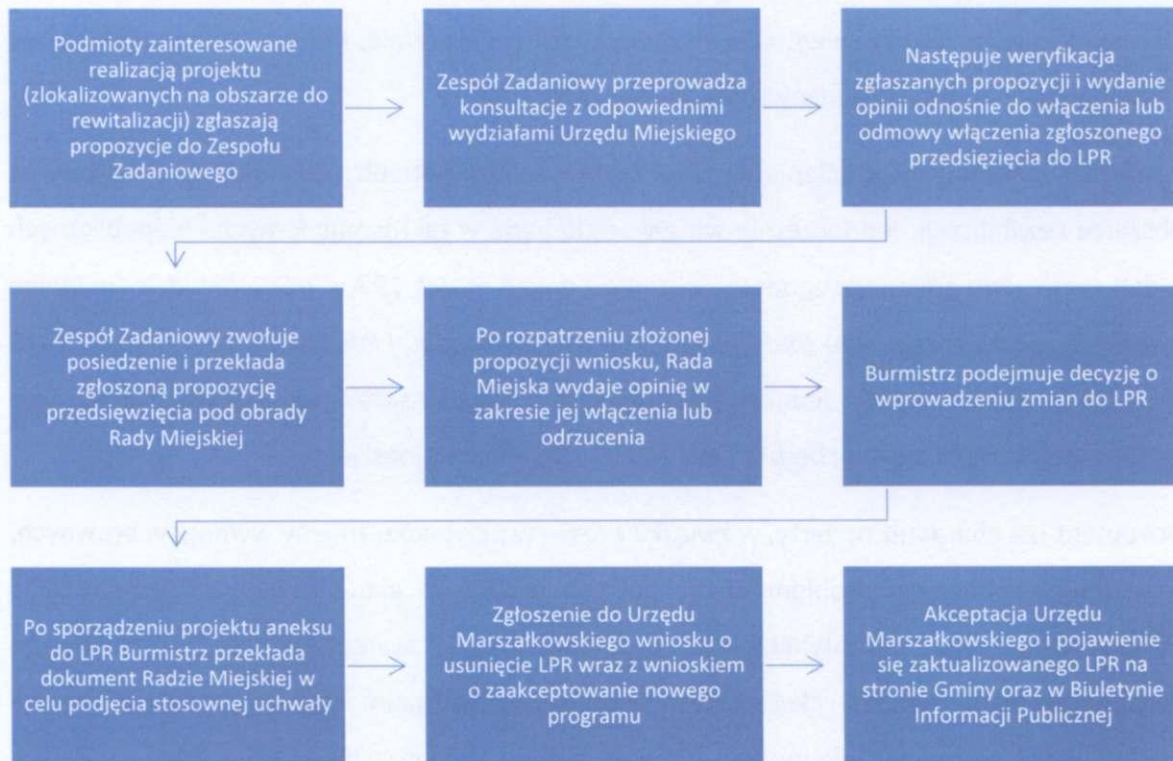 Podmioty zainteresowane
realizacją projektu
(zlokalizowanych na obszarze do
rewitalizacji) zgłaszają
propozycje do Zespołu
Zadaniowego
Zespół Zadaniowy przeprowadza
konsultacje z odpowiednimi
wydziałami Urzędu Miejskiego
Następuje weryfikacja
zgłaszanych propozycji i wydanie
opinii odnośnie do włączenia lub
odmowy włączenia zgłoszonego
przedsięzięcia do LPR
Zespół Zadaniowy zwołuje
posiedzenie i przekłada
zgłoszoną propozycję
przedsięwzięcia pod obrady
Rady Miejskiej
Po rozpatrzeniu złożonej
propozycji wniosku, Rada
Miejska wydaje opinię w
zakresie jej włączenia lub
odrzucenia
Burmistrz podejmuje decyzję o
wprowadzeniu zmian do LPR
Po sporządzeniu projektu aneksu
do LPR Burmistrz przekłada
dokument Radzie Miejskiej w
celu podjęcia stosownej uchwały
Zgłoszenie do Urzędu
Marszałkowskiego wniosku o
usunięcie LPR wraz z wnioskiem
o zaakceptowanie nowego
programu
Akceptacja Urzędu
Marszałkowskiego i pojawienie
się zaktualizowanego LPR na
stronie Gminy oraz w Biuletynie
Informacji Publicznej